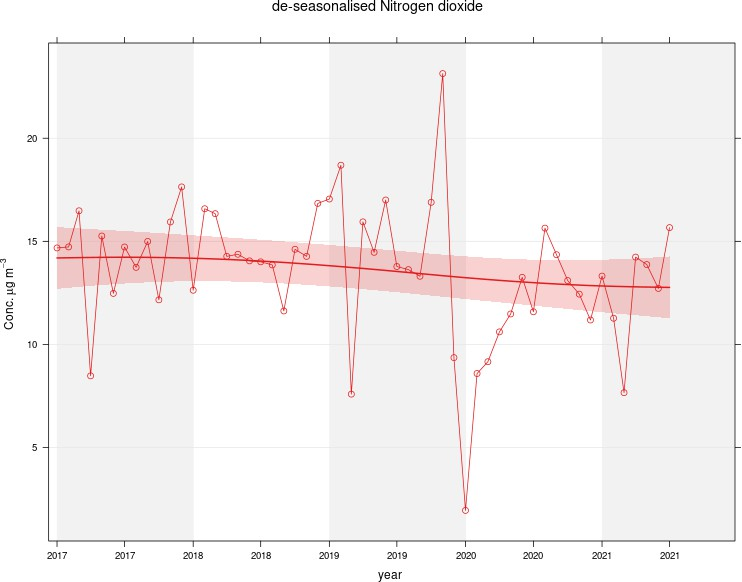 de-seasonalised Nitrogen dioxide
20
15
10
5
Conc. µg m⁻³
2017 2017 2018 2018 2019 2019 2020 2020 2021 2021
year